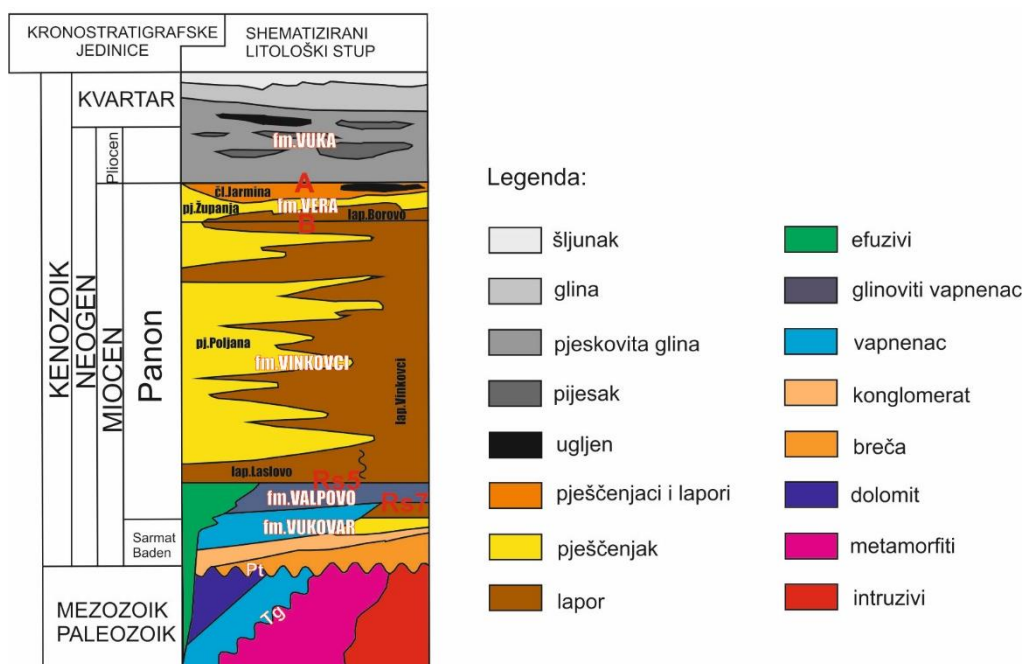 KRONOSTRATIGRAFSKE
JEDINICE
SHEMATIZIRANI
LITOLOŠKI STUP
KENOZOIK
NEOGEN
MIOCEN
KVARTAR
Pliocen
Panon
Sarmat
Baden
MEZOZOIK
PALEOZOIK
fm.VUKA
A
čl.Jarmina
pj.Županja
fm.VERA
lap.Borovo
B
pj.Poljana
fm.VINKOVCI
lap.Vinkovci
lap.Laslovo
Rs5
fm.VALPOVO
Rs7
fm.VUKOVAR
Pt
Tg
Legenda:
šljunak
glina
pjeskovita glina
pijesak
ugljen
pješčenjaci i lapori
pješčenjak
lapor
efuzivi
glinoviti vapnenac
vapnenac
konglomerat
breča
dolomit
metamorfiti
intruzivi